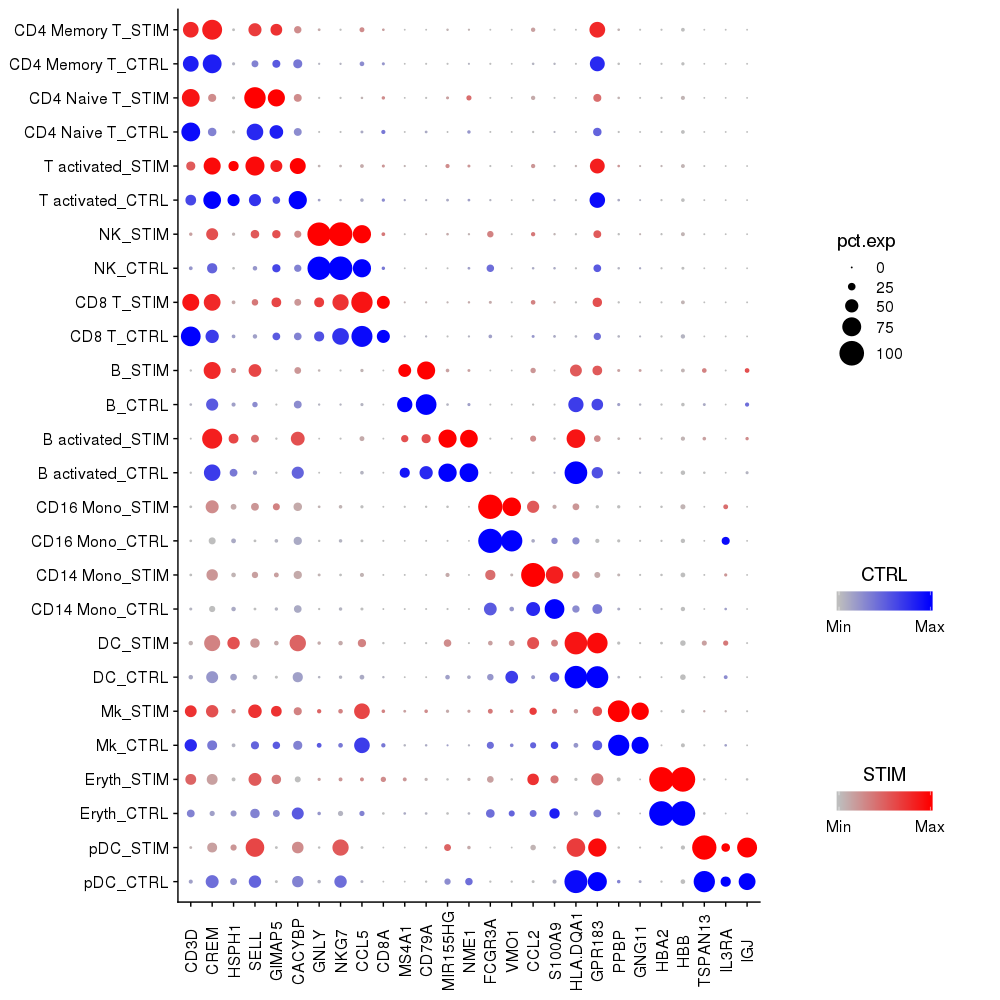 CD4 Memory T_STIM
CD4 Memory T_CTRL
CD4 Naive T_STIM
CD4 Naive T_CTRL
T activated_STIM
T activated_CTRL
NK_STIM
NK_CTRL
CD8 T_STIM
CD8 T_CTRL
B_STIM
B_CTRL
B activated_STIM
B activated_CTRL
CD16 Mono_STIM
CD16 Mono_CTRL
CD14 Mono_STIM
CD14 Mono_CTRL
DC_STIM
DC_CTRL
Mk_STIM
Mk_CTRL
Eryth_STIM
Eryth_CTRL
pDC_STIM
pDC_CTRL
CD3D
CREM
HSPH1
SELL
GIMAP5
CACYBP
GNLY
NKG7
CCL5
CD8A
MS4A1
CD79A
MIR155HG
NME1
FCGR3A
VMO1
CCL2
S100A9
HLA.DQA1
GPR183
PPBP
GNG11
HBA2
HBB
TSPAN13
IL3RA
IGJ
pct.exp
0
25
50
75
100
CTRL
Min Max
STIM
Min Max